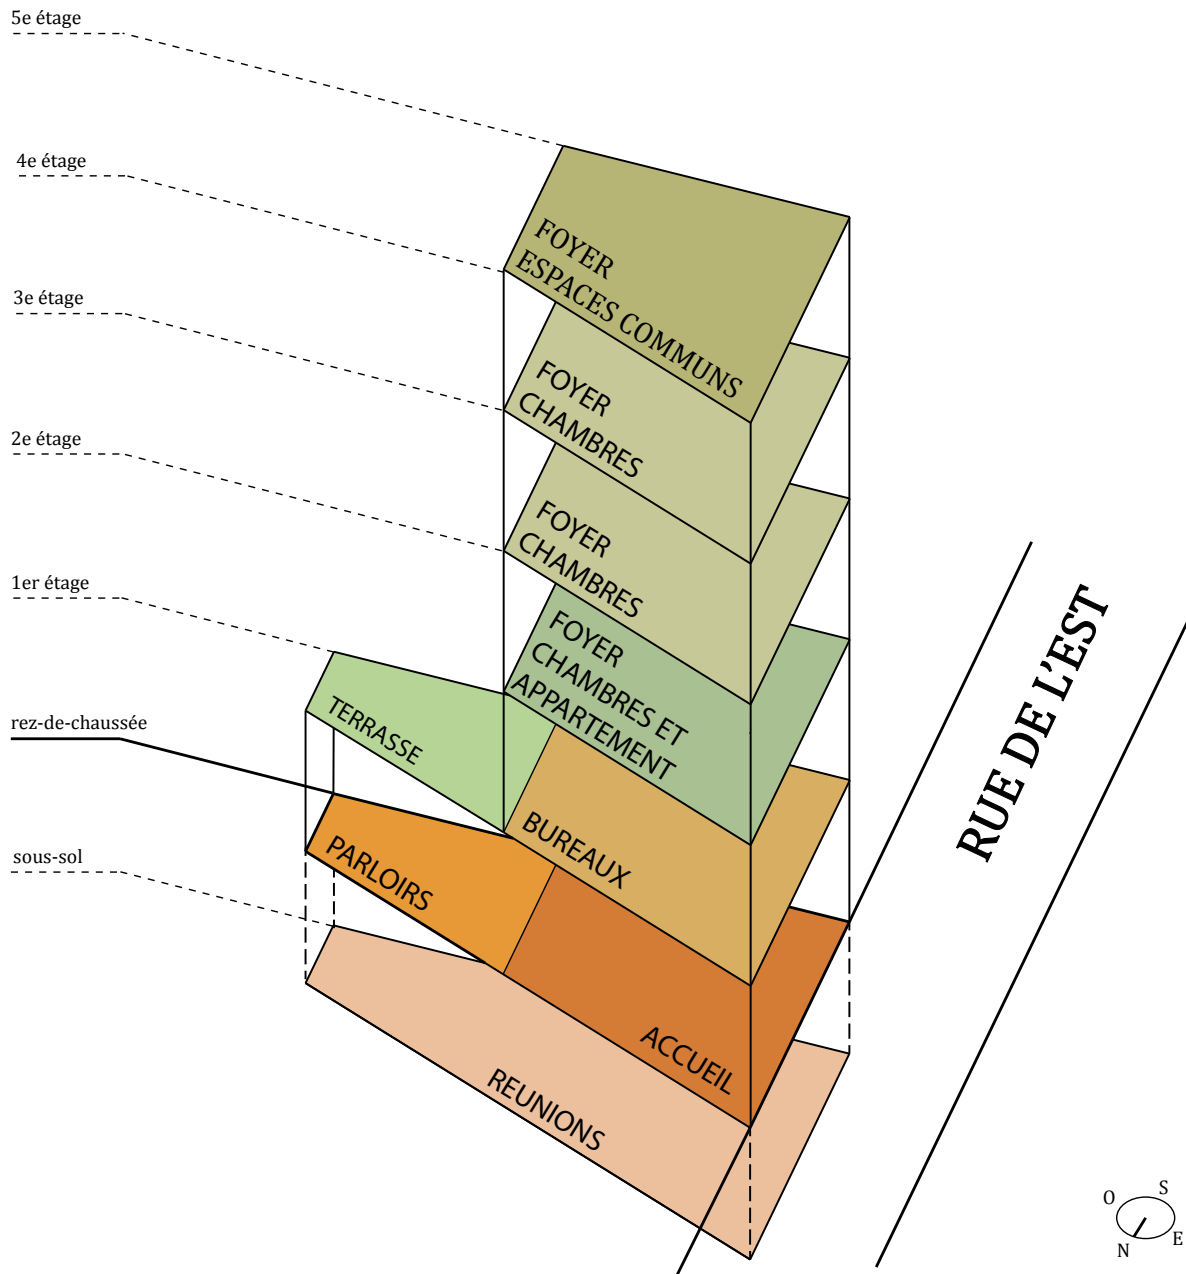 5e étage
4e étage
3e étage
2e étage
1er étage
rez-de-chaussée
sous-sol
FOYER
ESPACES COMMUNS
FOYER
CHAMBRES
FOYER
CHAMBRES
FOYER
CHAMBRES ET
APPARTEMENT
TERRASSE
BUREAUX
PARLOIRS
ACCUEIL
REUNIONS
RUE DE L'EST
O
S
N
E